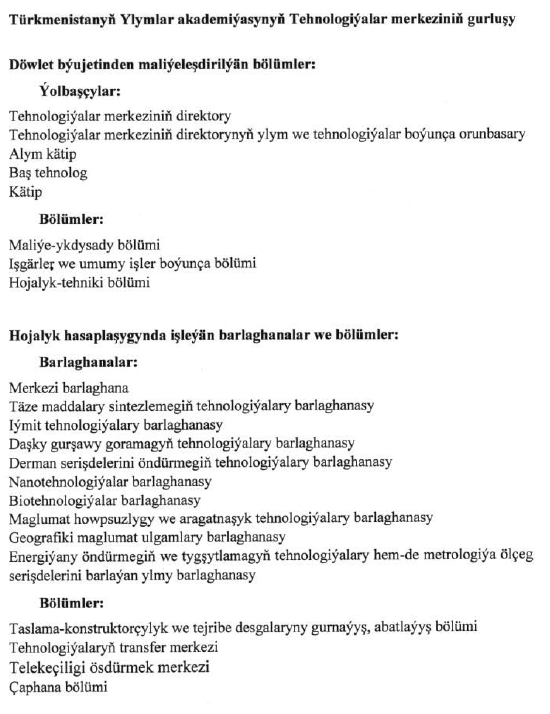 Türkmenistanyň Ylymlar akademiýasynyň Tehnologiýalar merkeziniň gurluşy
Döwlet býujetinden maliýeleşdirilýän bölümler:
Ýolbaşçylar:
Tehnologiýalar merkeziniň direktory
Tehnologiýalar merkeziniň direktorynyň ylym we tehnologiýalar boýunça orunbasary
Alym kätip
Baş tehnolog
Kätip
Bölümler:
Maliýe-ykdysady bölümi
Işgärler we umumy işler boýunça bölümi
Hojalyk-tehniki bölümi
Hojalyk hasaplaşygynda işleýän barlaghanalar we bölümler:
Barlaghanalar:
Merkezi barlaghana
Täze maddalary sintezlemegiň tehnologiýalary barlaghanasy
Iýmit tehnologiýalary barlaghanasy
Daşky gurşawy goramagyň tehnologiýalary barlaghanasy
Derman serişdelerini öndürmegiň tehnologiýalary barlaghanasy
Nanotehnologiýalar barlaghanasy
Biotehnologiýalar barlaghanasy
Maglumat howpsuzlygy we aragatnaşyk tehnologiýalary barlaghanasy
Geografiki maglumat ulgamlary barlaghanasy
Energiýany öndürmegiň we tygşytlamagyň tehnologiýalary hem-de metrologiýa ölçeg
serişdelerini barlaýan ylmy barlaghanasy
Bölümler:
Taslama-konstruktorçylyk we tejribe desgalaryny gurnaýyş, abatlaýyş bölümi
Tehnologiýalaryň transfer merkezi
Telekeçiligi ösdürmek merkezi
Çaphana bölümi